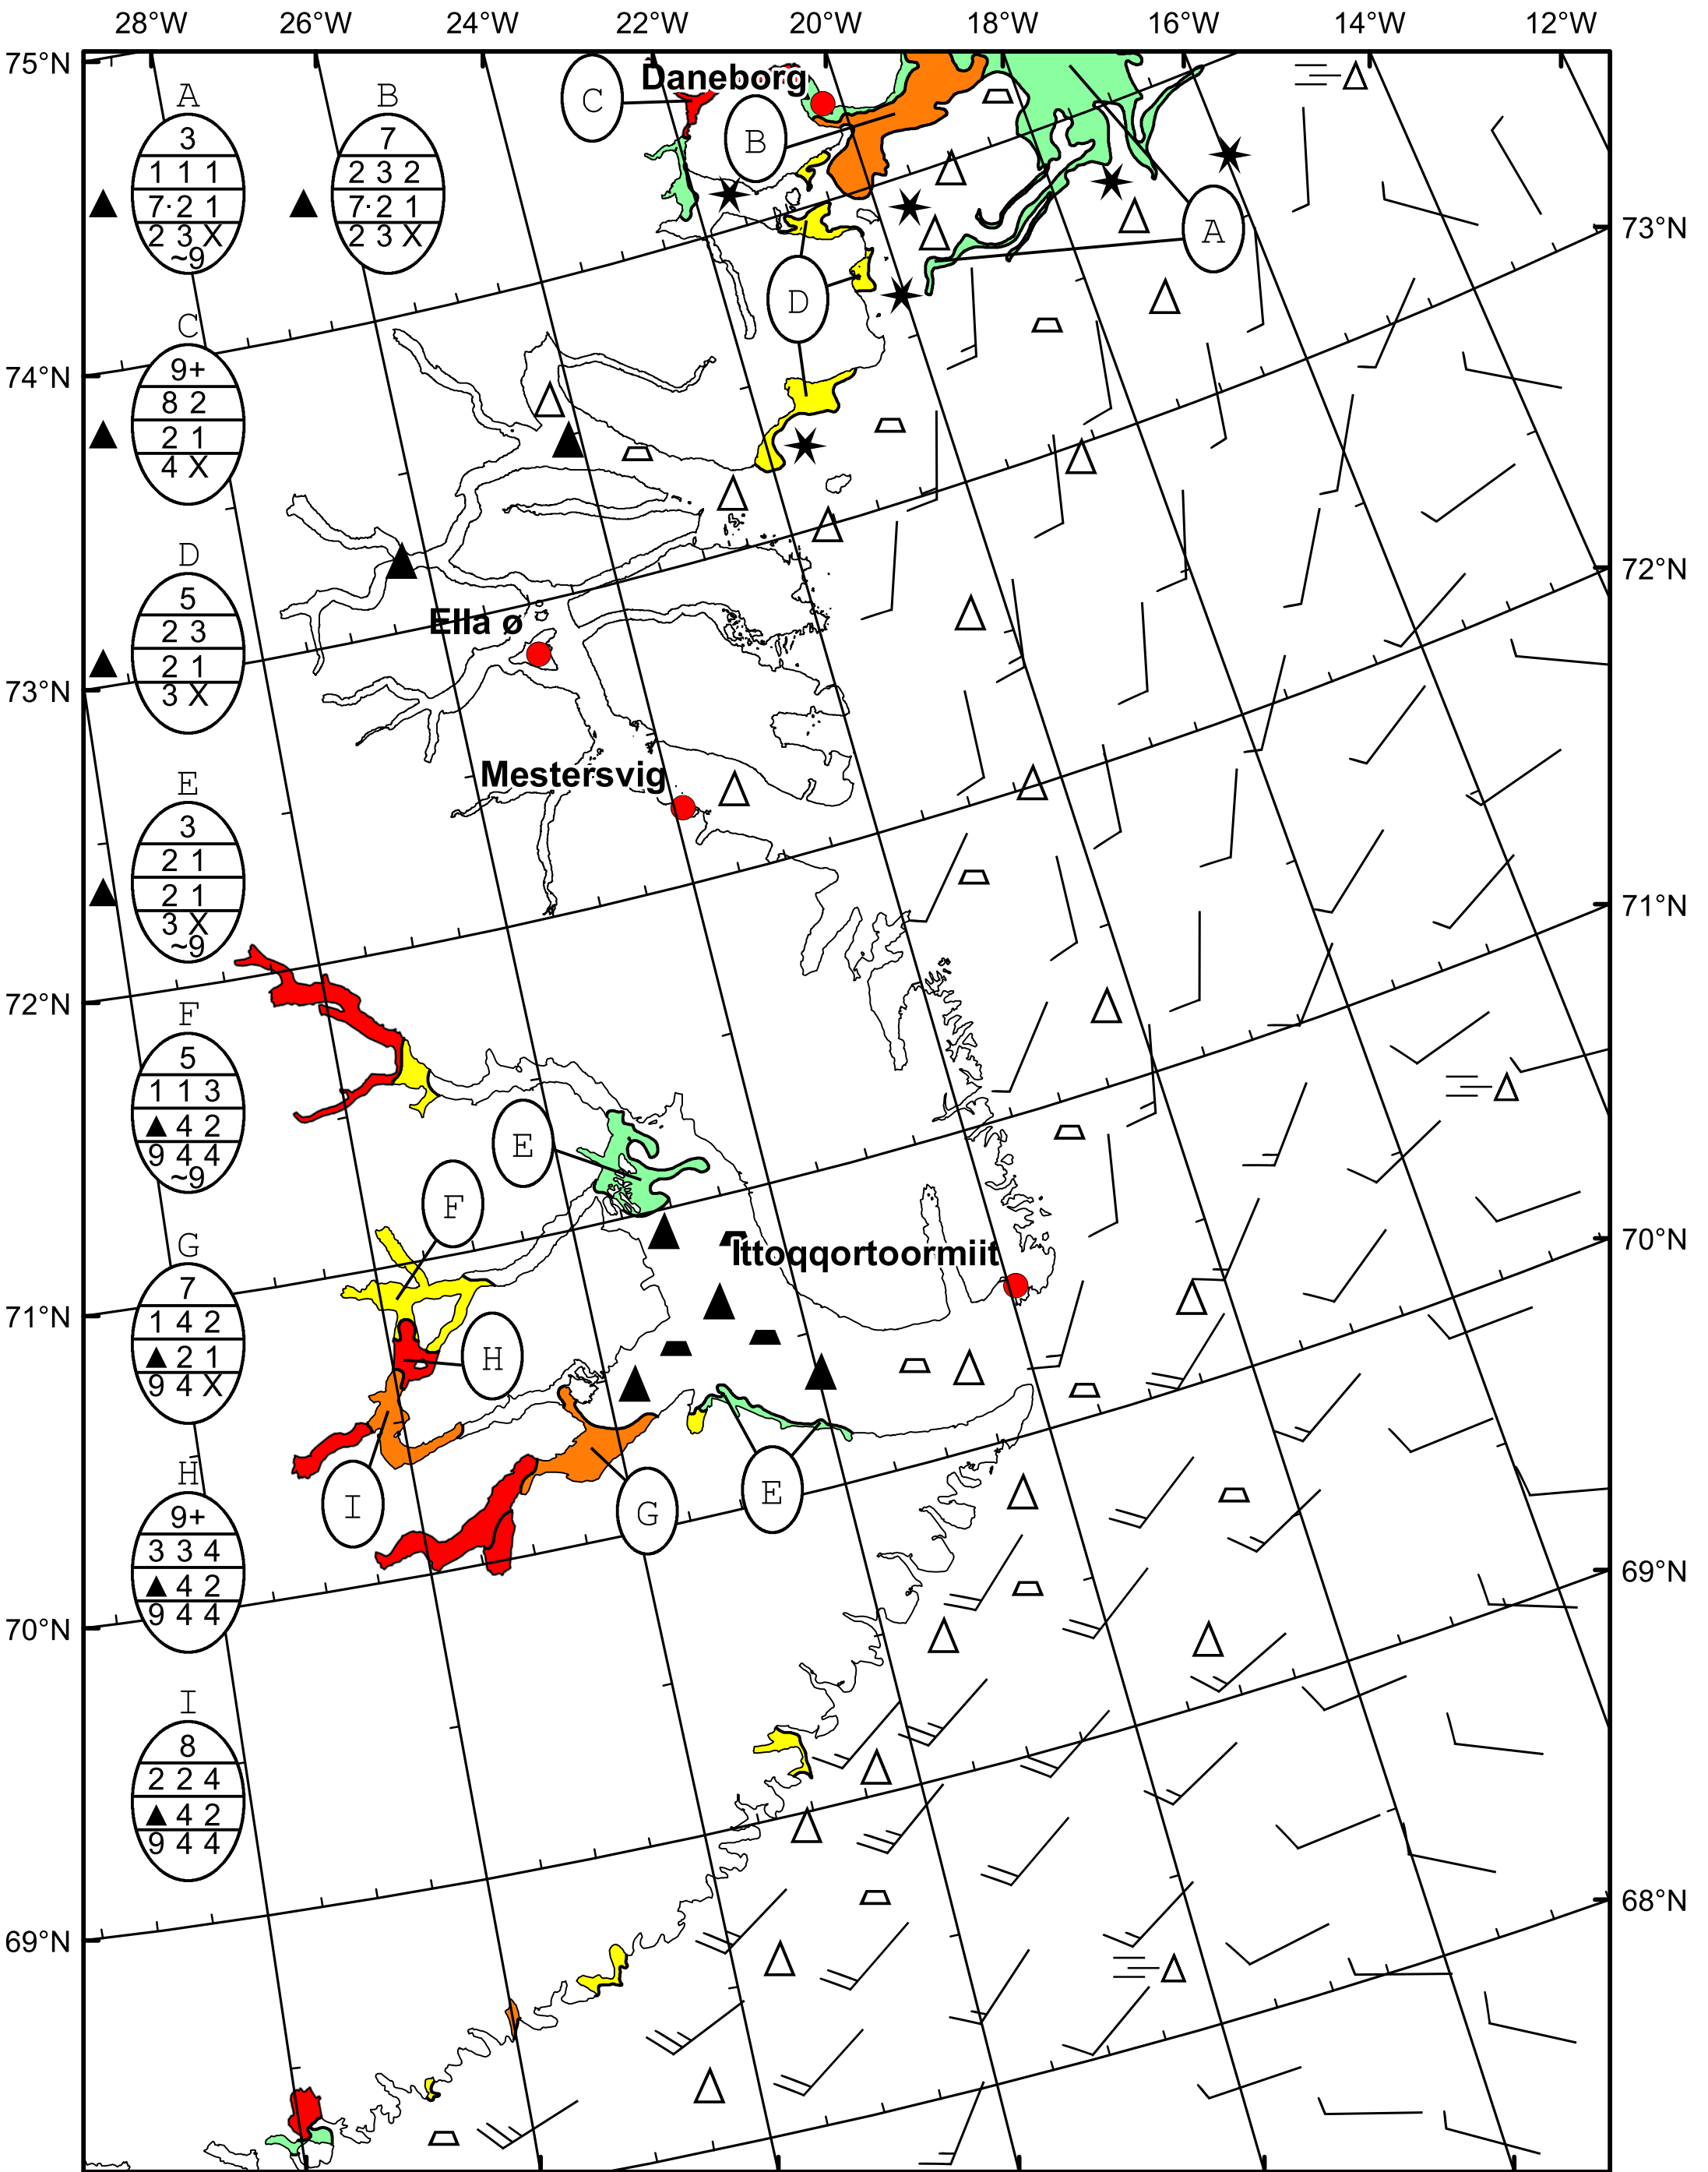 28°W 26°W 24°W 22°W 20°W 18°W 16°W 14°W 12°W
75°N
Daneborg
A
3
1 1 1
7· 2 1
2 3 X
~9
B
7
2 3 2
7· 2 1
2 3 X
C
B
A
D
73°N
C
9+
8 2
2 1
4 X
74°N
D
5
2 3
2 1
3 X
72°N
Ella ø
73°N
E
3
2 1
2 1
3 X
~9
Mestersvig
71°N
72°N
F
5
1 1 3
▲ 4 2
9 4 4
~9
E
F
Ittoqqortoormiit
70°N
G
7
1 4 2
▲ 2 1
9 4 X
71°N
H
I
G
E
H
9+
3 3 4
▲ 4 2
9 4 4
69°N
70°N
I
8
2 2 4
▲ 4 2
9 4 4
68°N
69°N